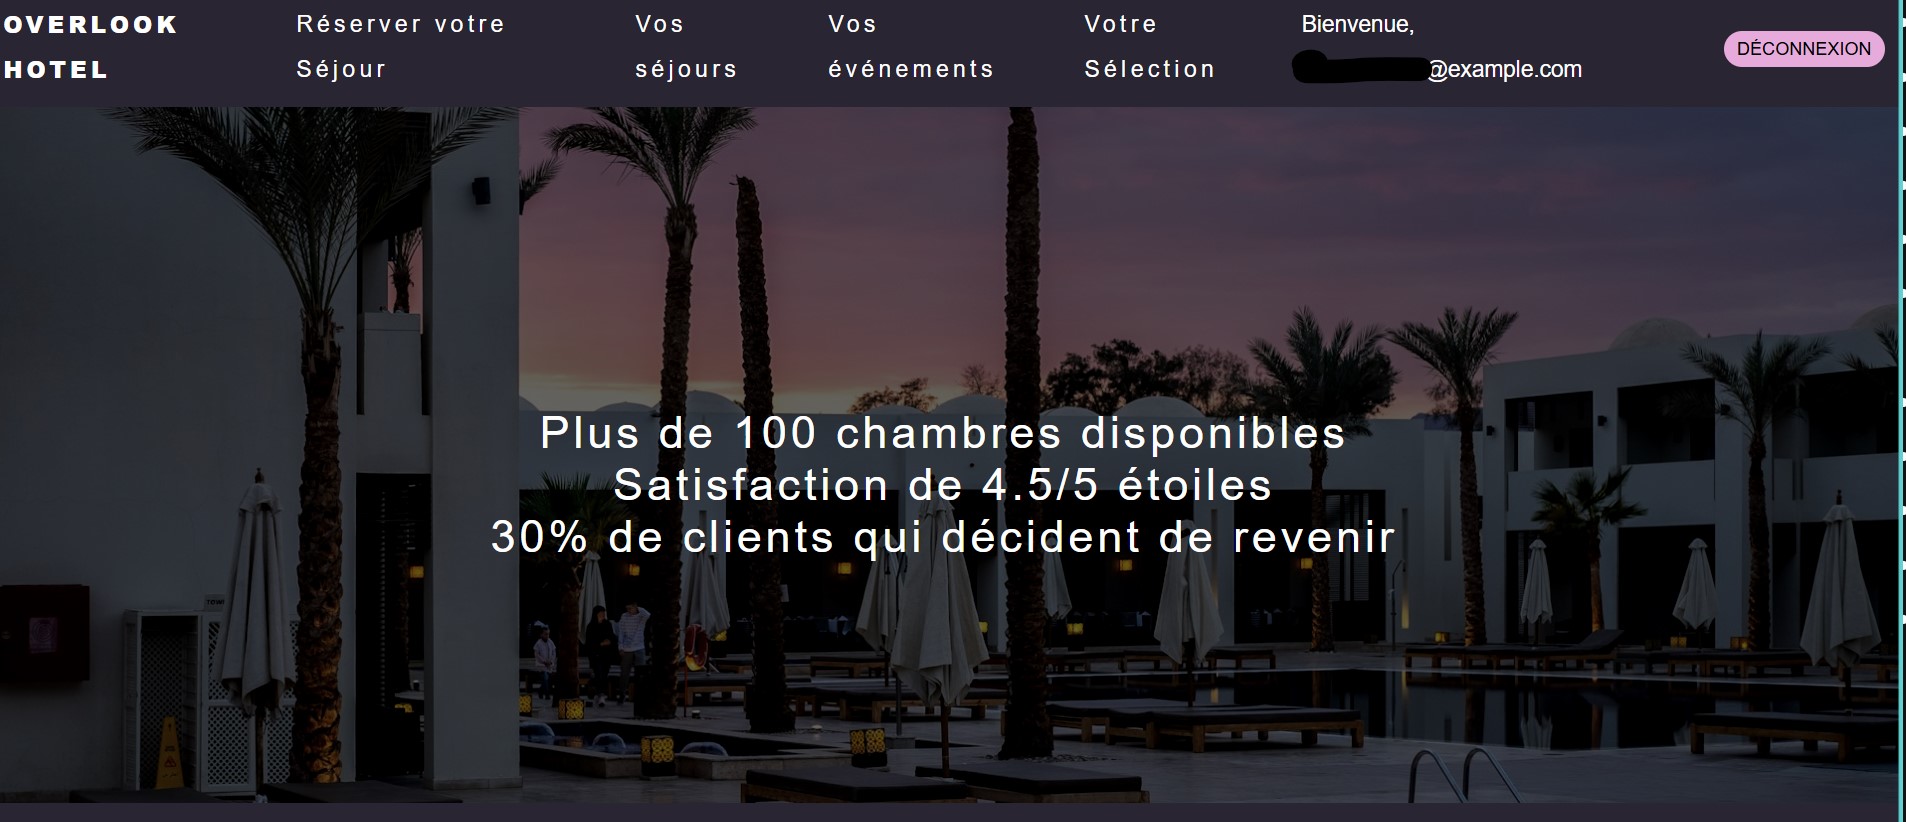 OVERLOOK
HOTEL
Réserver votre
Séjour
Vos
séjours
Vos
événements
Votre
Sélection
Bienvenue,
@example.com
DÉCONNEXION
Plus de 100 chambres disponibles
Satisfaction de 4.5/5 étoiles
30% de clients qui décident de revenir